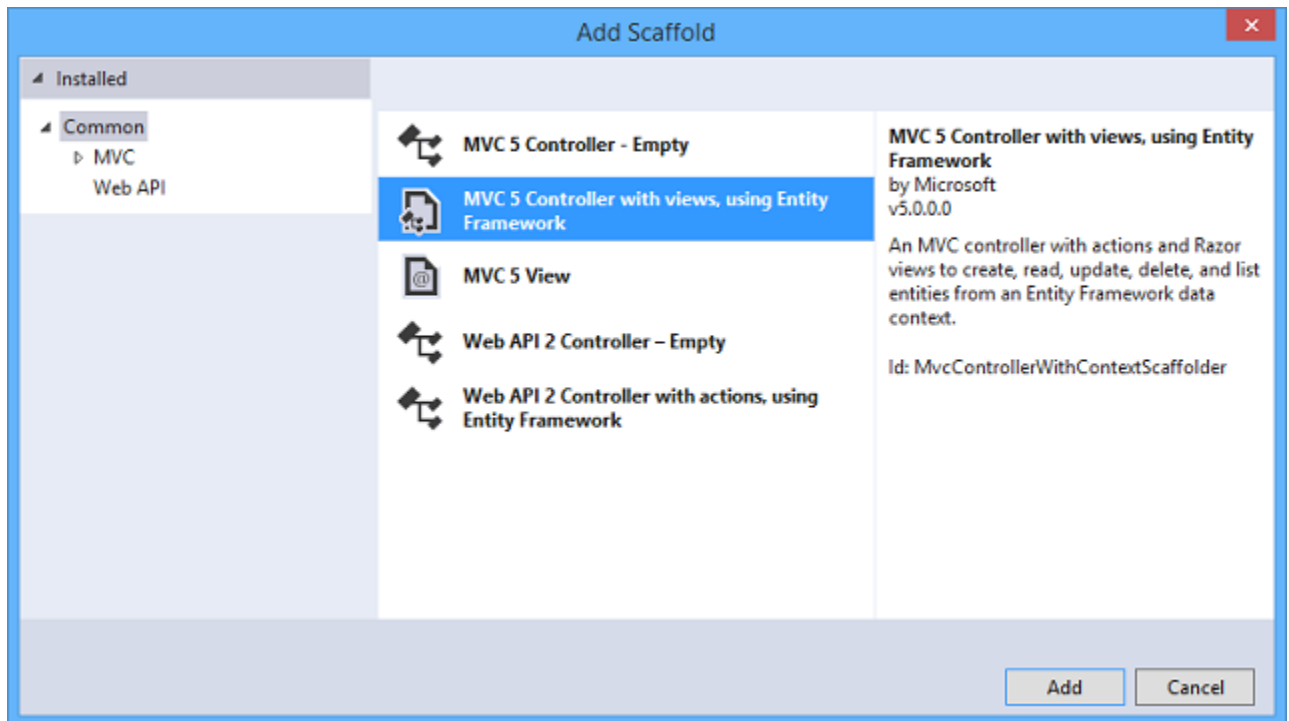 Add Scaffold
Installed
Common
MVC
Web API
MVC 5 Controller - Empty
MVC 5 Controller with views, using Entity
Framework
MVC 5 View
Web API 2 Controller – Empty
Web API 2 Controller with actions, using
Entity Framework
MVC 5 Controller with views, using Entity
Framework
by Microsoft
v5.0.0.0
An MVC controller with actions and Razor
views to create, read, update, delete, and list
entities from an Entity Framework data
context.
Id: MvcControllerWithContextScaffolder
Add
Cancel